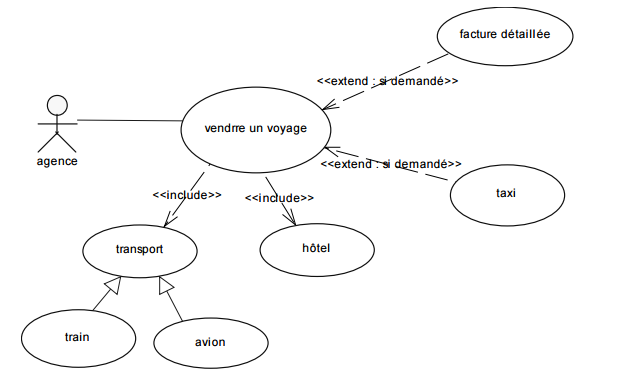 facture détaillée
<<extend : si demandé>>
vendrre un voyage
agence
<<extend : si demandé>>
taxi
<<include>>
<<include>>
transport
hôtel
train
avion